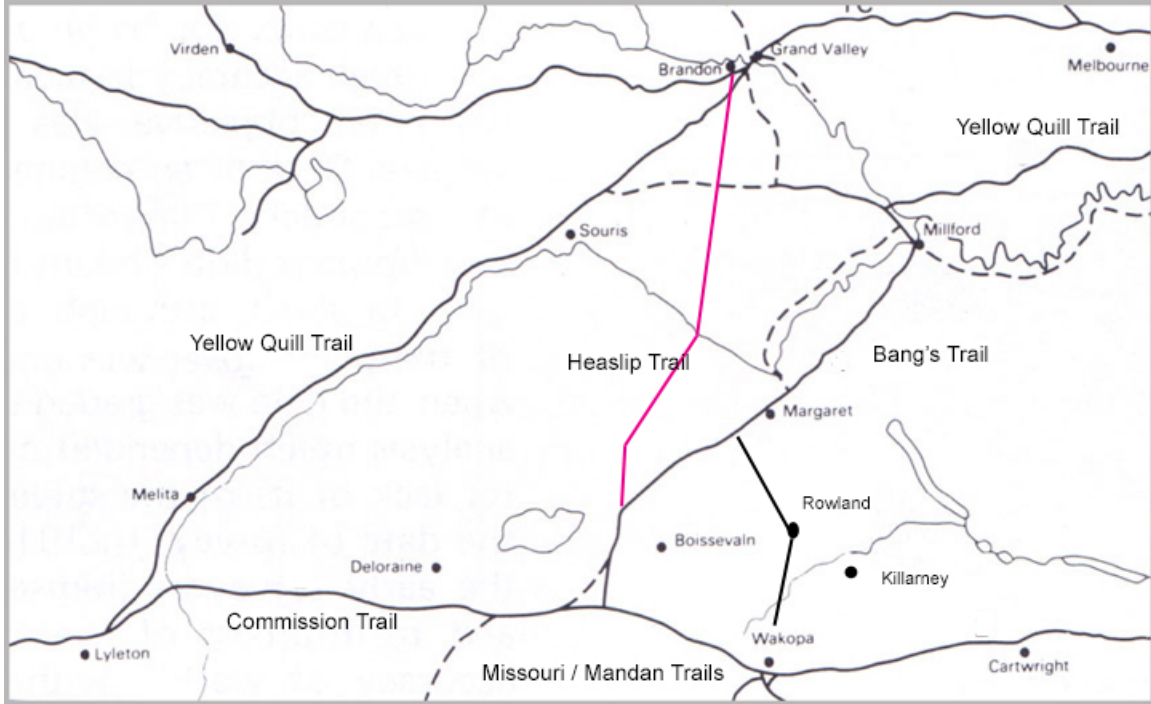 Virden
Grand Valley
Brandon
Melbourne
Yellow Quill Trail
Souris
Millford
Yellow Quill Trail
Heaslip Trail
Bang's Trail
Margaret
Melita
Rowland
Boissevaln
Deloraine
Killarney
Commission Trail
Wakopa
Lyleton
Missouri / Mandan Trails
Cartwright